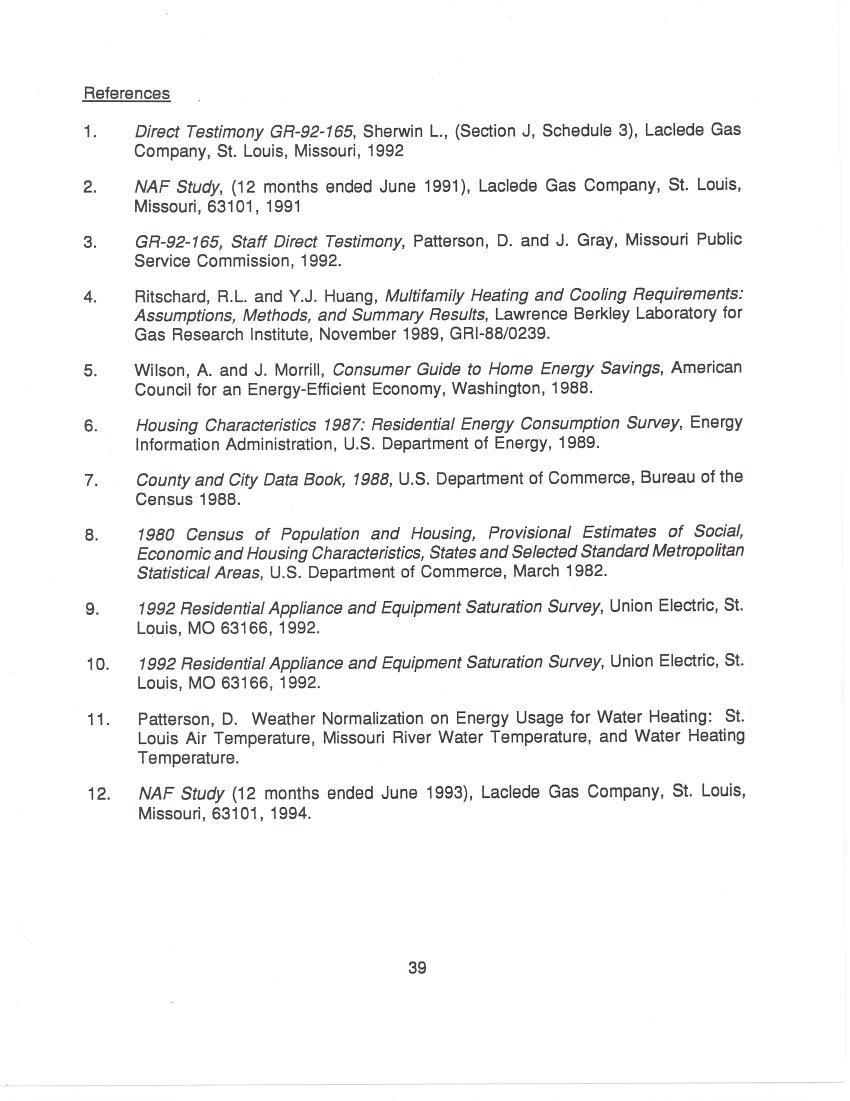 References
1. Direct Testimony GR-92-165, Sherwin L., (Section J, Schedule 3), Laclede Gas
Company, St. Louis, Missouri, 1992
2. NAF Study, (12 months ended June 1991), Laclede Gas Company, St. Louis,
Missouri, 63101, 1991
3. GR-92-165, Staff Direct Testimony, Patterson, D. and J. Gray, Missouri Public
Service Commission, 1992.
4. Ritschard, R.L. and Y.J. Huang, Multifamily Heating and Cooling Requirements:
Assumptions, Methods, and Summary Results, Lawrence Berkley Laboratory for
Gas Research Institute, November 1989, GRI-88/0239.
5. Wilson, A. and J. Morrill, Consumer Guide to Home Energy Savings, American
Council for an Energy-Efficient Economy, Washington, 1988.
6. Housing Characteristics 1987: Residential Energy Consumption Survey, Energy
Information Administration, U.S. Department of Energy, 1989.
7. County and City Data Book, 1988, U.S. Department of Commerce, Bureau of the
Census 1988.
8. 1980 Census of Population and Housing, Provisional Estimates of Social,
Economic and Housing Characteristics, States and Selected Standard Metropolitan
Statistical Areas, U.S. Department of Commerce, March 1982.
9. 1992 Residential Appliance and Equipment Saturation Survey, Union Electric, St.
Louis, MO 63166, 1992.
10. 1992 Residential Appliance and Equipment Saturation Survey, Union Electric, St.
Louis, MO 63166, 1992.
11. Patterson, D. Weather Normalization on Energy Usage for Water Heating: St.
Louis Air Temperature, Missouri River Water Temperature, and Water Heating
Temperature.
12. NAF Study (12 months ended June 1993), Laclede Gas Company, St. Louis,
Missouri, 63101, 1994.
39